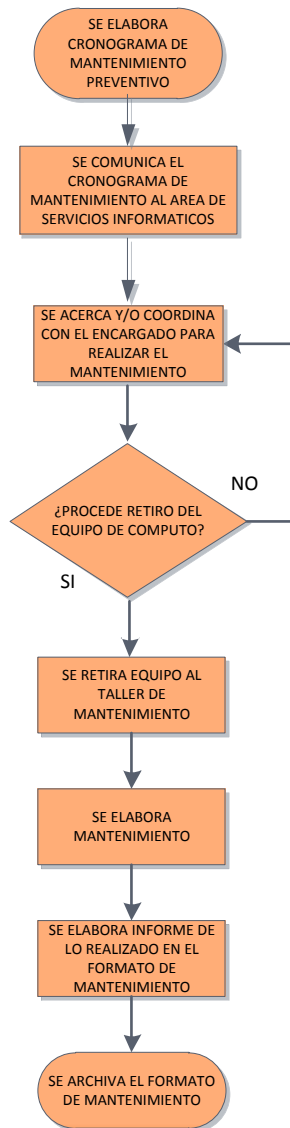 SE ELABORA
CRONOGRAMA DE
MANTENIMIENTO
PREVENTIVO
SE COMUNICA EL
CRONOGRAMA DE
MANTENIMIENTO AL AREA DE
SERVICIOS INFORMATICOS
SE ACERCA Y/O COORDINA
CON EL ENCARGADO PARA
REALIZAR EL
MANTENIMIENTO
¿PROCEDE RETIRO DEL
EQUIPO DE COMPUTO?
NO
SI
SE RETIRA EQUIPO AL
TALLER DE
MANTENIMIENTO
SE ELABORA
MANTENIMIENTO
SE ELABORA INFORME DE
LO REALIZADO EN EL
FORMATO DE
MANTENIMIENTO
SE ARCHIVA EL FORMATO
DE MANTENIMIENTO